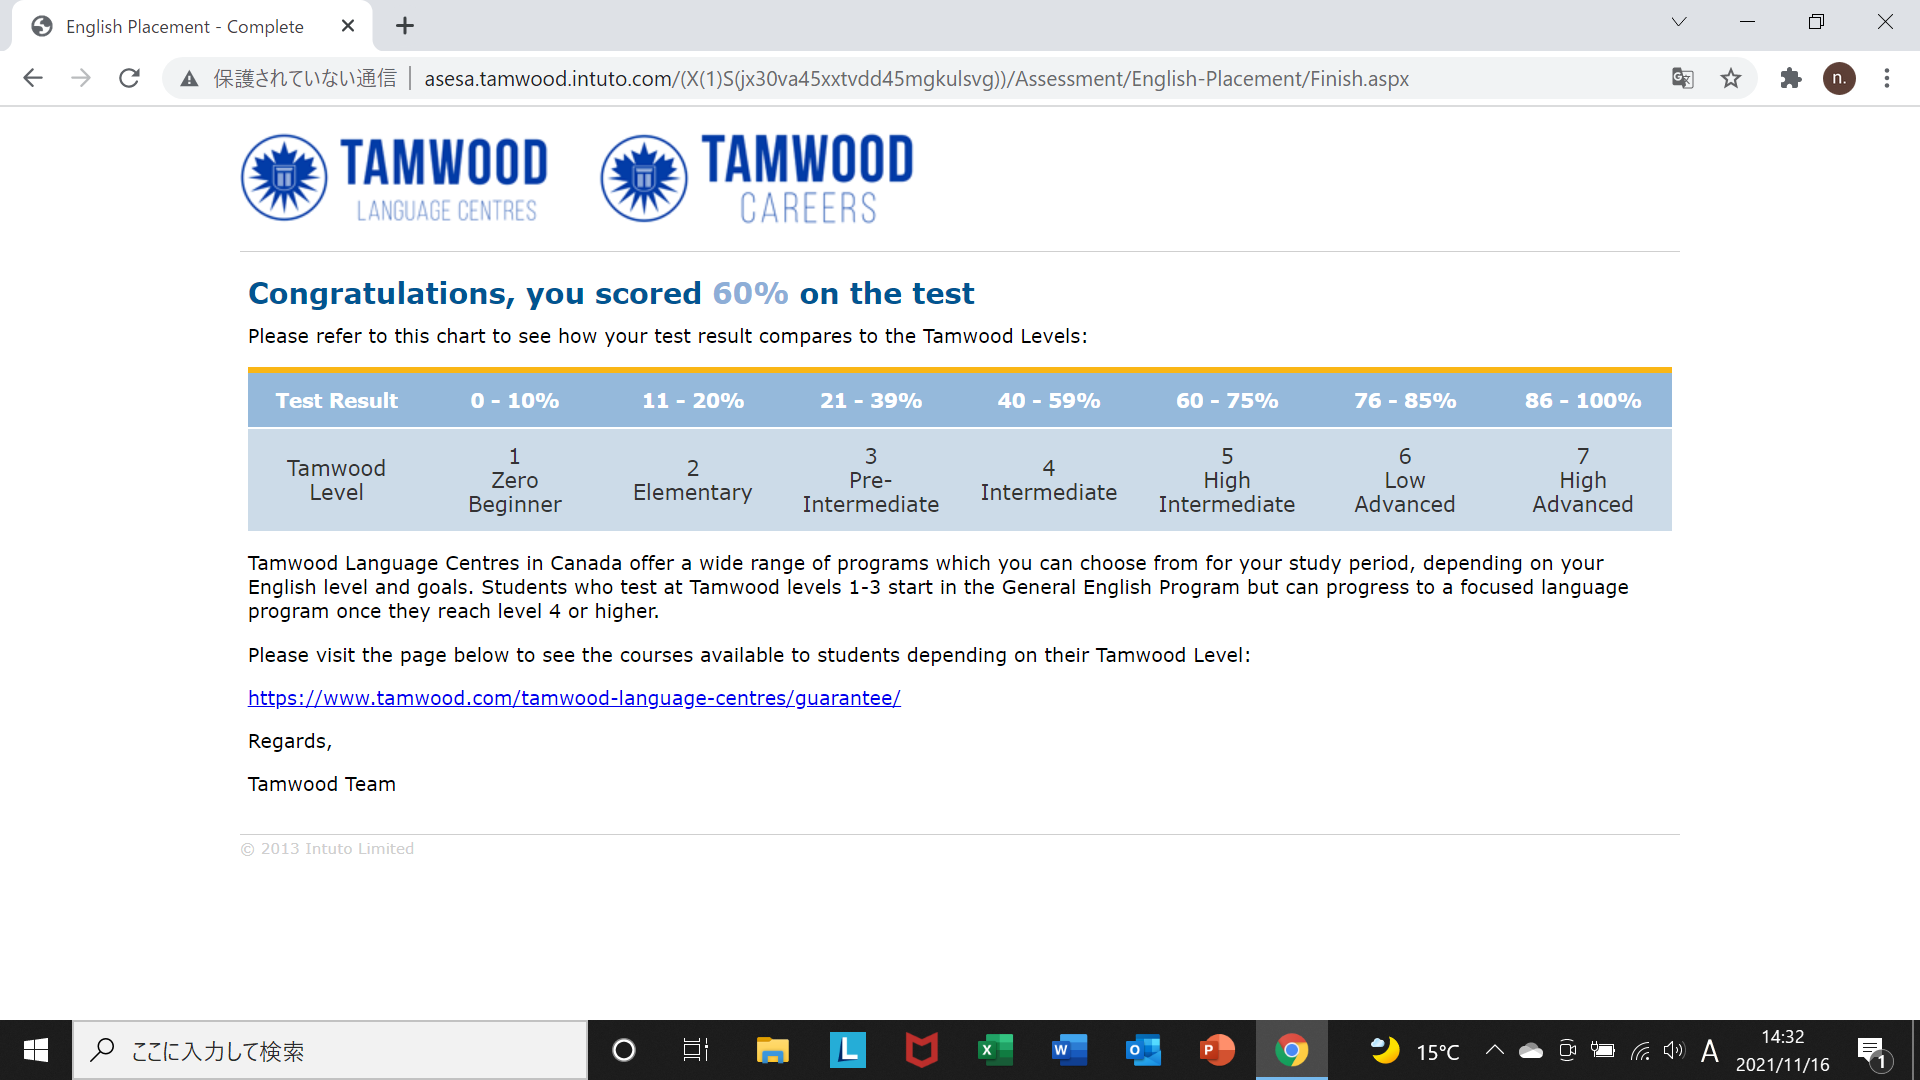 English Placement - Complete
保護されていない通信 | asesa.tamwood.intuto.com/(X(1)S(jx30va45xxtvdd45mgkulsvg))/Assessment/English-Placement/Finish.aspx
n.
TAMWOOD
LANGUAGE CENTRES
TAMWOOD
CAREERS
Congratulations, you scored 60% on the test
Please refer to this chart to see how your test result compares to the Tamwood Levels:
Test Result 0 - 10% 11 - 20% 21 - 39% 40 - 59% 60 - 75% 76 - 85% 86 - 100%
Tamwood Level
1 Zero Beginner
2 Elementary
3 Pre-Intermediate
4 Intermediate
5 High Intermediate
6 Low Advanced
7 High Advanced
Tamwood Language Centres in Canada offer a wide range of programs which you can choose from for your study period, depending on your
English level and goals. Students who test at Tamwood levels 1-3 start in the General English Program but can progress to a focused language
program once they reach level 4 or higher.
Please visit the page below to see the courses available to students depending on their Tamwood Level:
https://www.tamwood.com/tamwood-language-centres/guarantee/
Regards,
Tamwood Team
© 2013 Intuto Limited
ここに入力して検索
L
X
W
O
P
15°C
A
14:32
2021/11/16
1